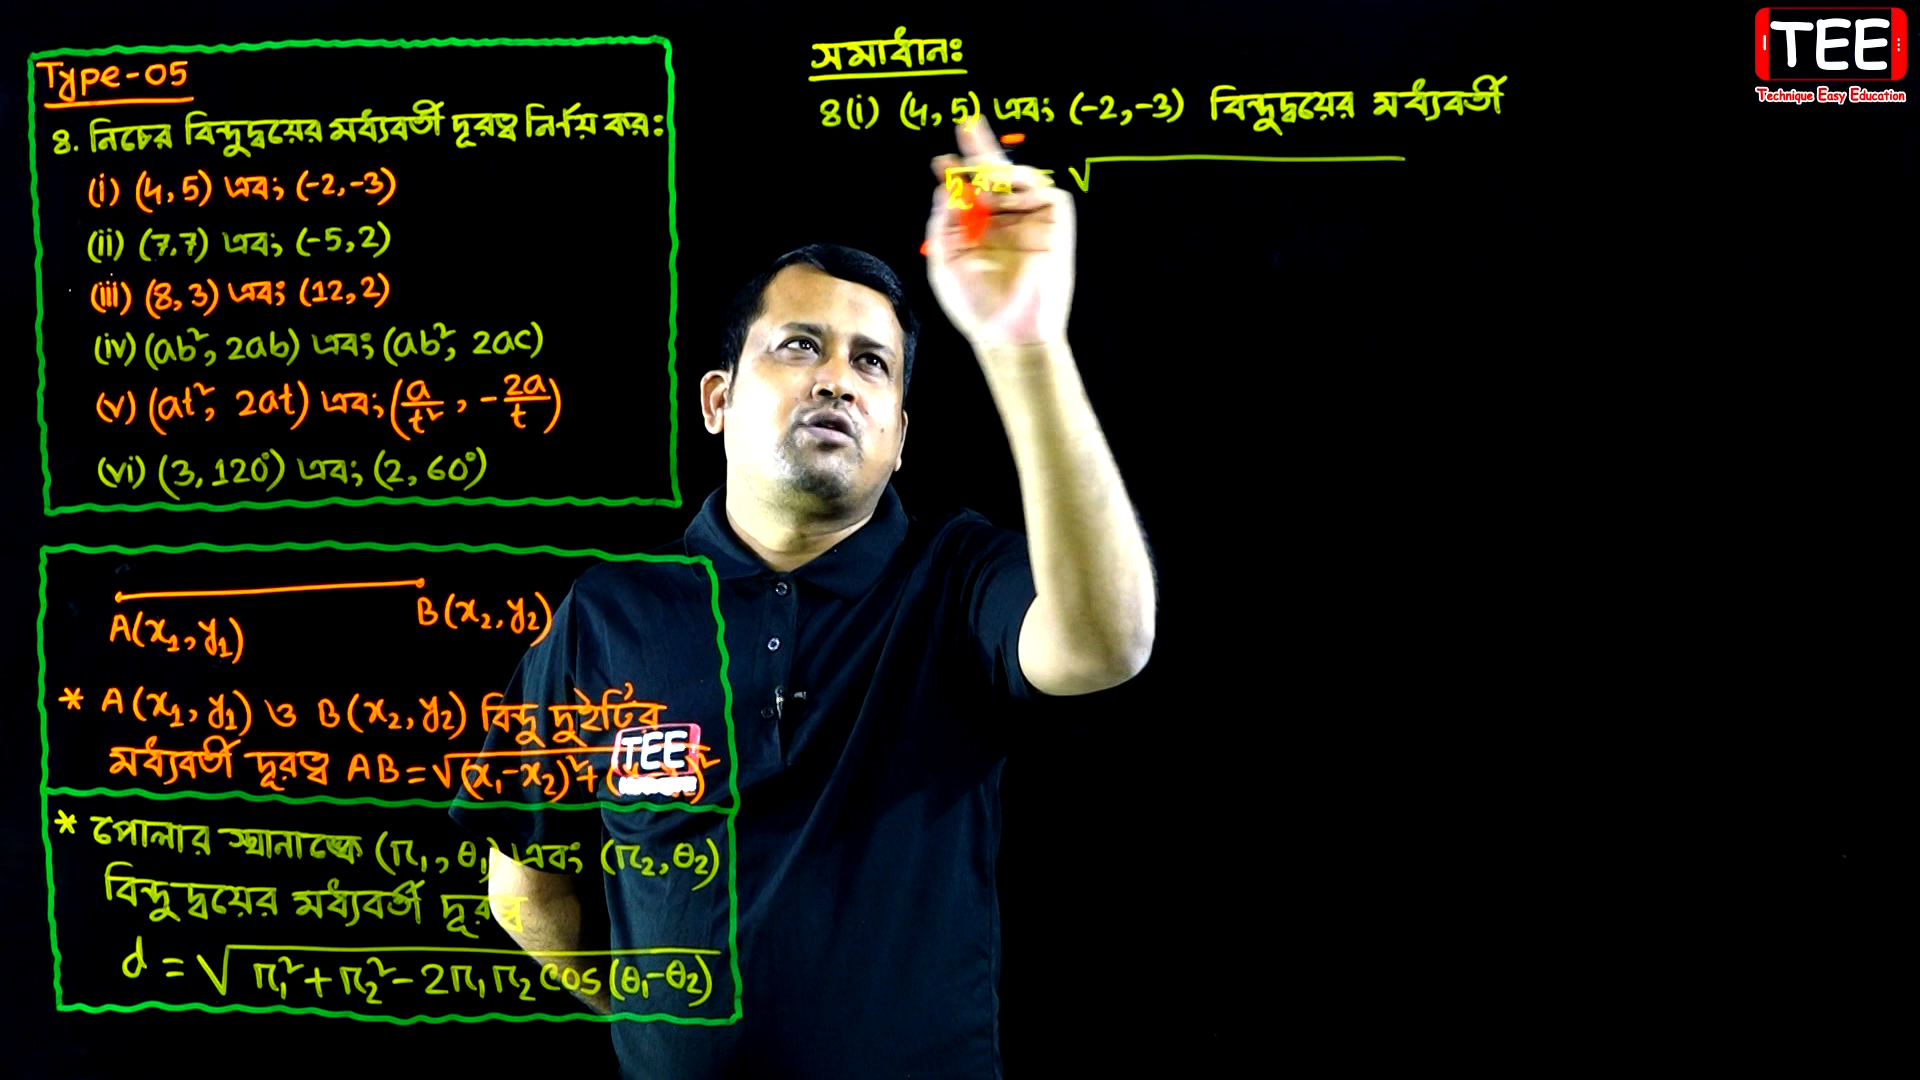 Type-05
8. নিচের বিন্দুদ্বয়ের মধ্যবর্তী দূরত্ব নির্ণয় কর:
(i) (4, 5) এবং (-2, -3)
(ii) (7, 7) এবং (-5, 2)
(iii) (8, 3) এবং (12, 2)
(iv) (ab², 2ab) এবং (ab², 2ac)
(v) (at², 2at) এবং (a/t², -2a/t)
(vi) (3, 120°) এবং (2, 60°)
A(x₁, y₁)
B(x₂, y₂)
* A(x₁, y₁) ও B(x₂, y₂) বিন্দু দুইটির
মধ্যবর্তী দূরত্ব AB = √(x₁-x₂)²+
TEE
* পোলার স্থানাঙ্কে (r₁, θ₁) এবং (r₂, θ₂)
বিন্দুদ্বয়ের মধ্যবর্তী দূরত্ব
d = √r₁²+r₂²-2r₁r₂ cos(θ₁-θ₂)
সমাধানঃ
8(i) (4, 5) এবং (-2, -3) বিন্দুদ্বয়ের মধ্যবর্তী
দূরত্ব = √
TEE
Technique Easy Education